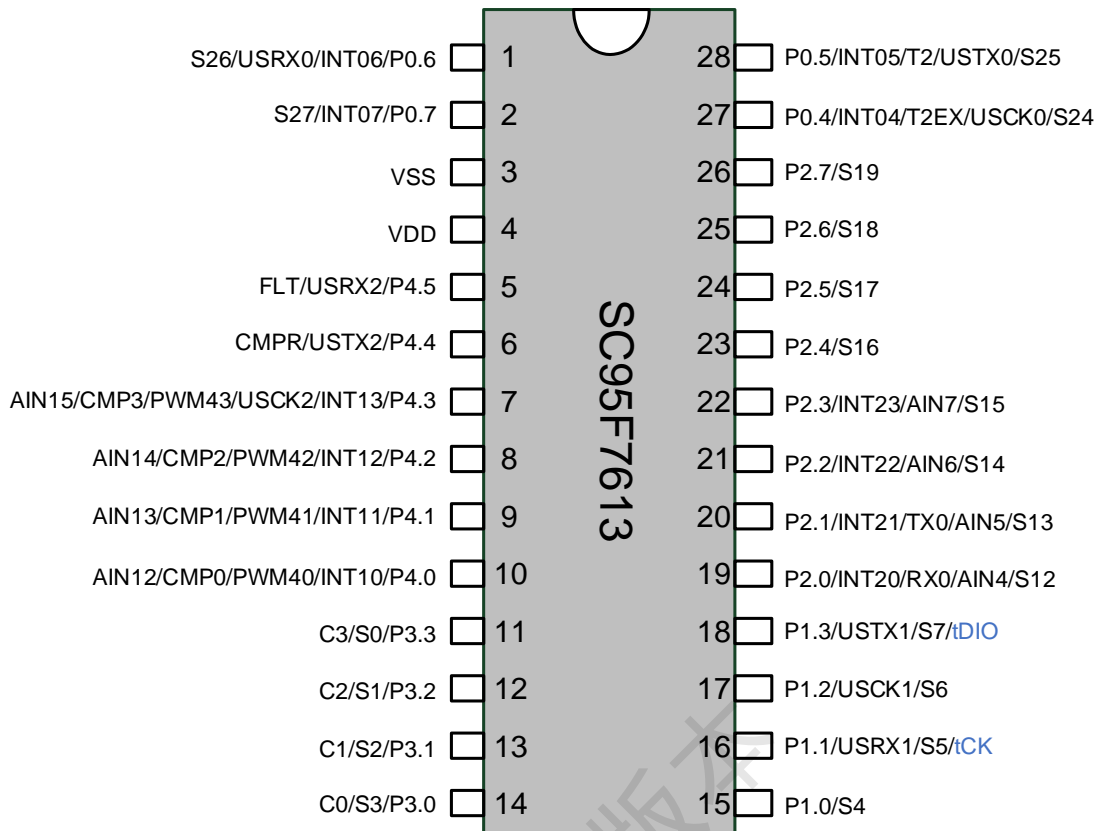 S26/USRX0/INT06/P0.6 1 28 P0.5/INT05/T2/USTX0/S25
S27/INT07/P0.7 2 27 P0.4/INT04/T2EX/USCK0/S24
VSS 3 26 P2.7/S19
VDD 4 25 P2.6/S18
FLT/USRX2/P4.5 5 24 P2.5/S17
CMPR/USTX2/P4.4 6 23 P2.4/S16
AIN15/CMP3/PWM43/USCK2/INT13/P4.3 7 22 P2.3/INT23/AIN7/S15
AIN14/CMP2/PWM42/INT12/P4.2 8 21 P2.2/INT22/AIN6/S14
AIN13/CMP1/PWM41/INT11/P4.1 9 20 P2.1/INT21/TX0/AIN5/S13
AIN12/CMP0/PWM40/INT10/P4.0 10 19 P2.0/INT20/RX0/AIN4/S12
C3/S0/P3.3 11 18 P1.3/USTX1/S7/tDIO
C2/S1/P3.2 12 17 P1.2/USCK1/S6
C1/S2/P3.1 13 16 P1.1/USRX1/S5/tCK
C0/S3/P3.0 14 15 P1.0/S4
SC95F7613
版本